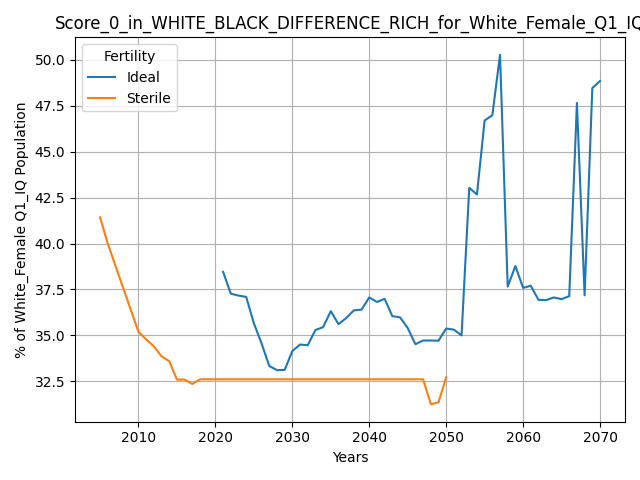 Score_0_in_WHITE_BLACK_DIFFERENCE_RICH_for_White_Female_Q1_IQ
Fertility
Ideal
Sterile
% of White_Female Q1_IQ Population
50.0
47.5
45.0
42.5
40.0
37.5
35.0
32.5
2010 2020 2030 2040 2050 2060 2070
Years